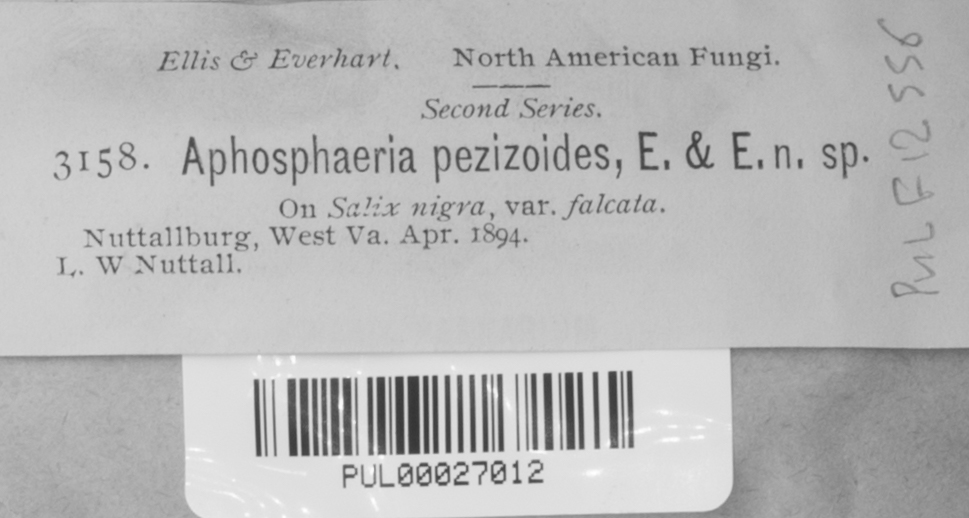 Ellis & Everhart. North American Fungi.
Second Series.
3158. Aphosphaeria pezizoides, E. & E. n. sp.
On Salix nigra, var. falcata.
Nuttallburg, West Va. Apr. 1894.
L. W Nuttall.
PUL F12556
PUL00027012